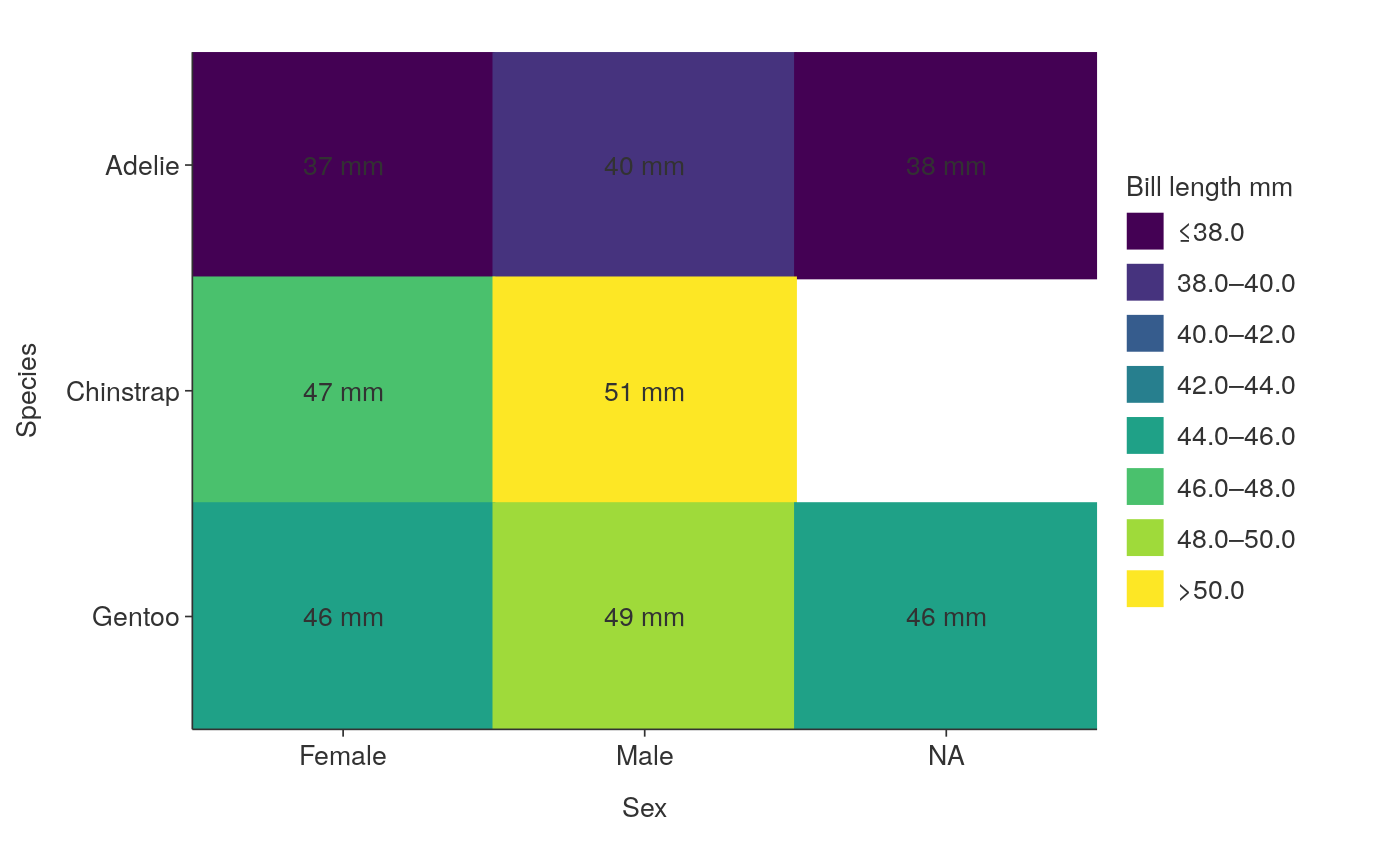 Adelie
37 mm
40 mm
38 mm
Chinstrap
47 mm
51 mm
Gentoo
46 mm
49 mm
46 mm
Female
Male
NA
Sex
Species
Bill length mm
≤38.0
38.0–40.0
40.0–42.0
42.0–44.0
44.0–46.0
46.0–48.0
48.0–50.0
>50.0